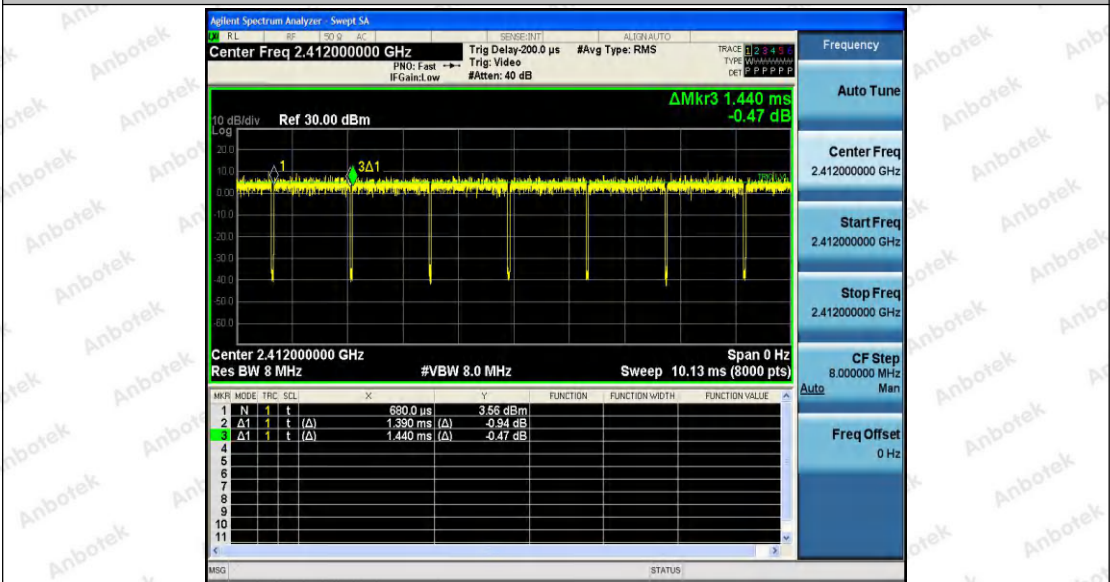 Agilent Spectrum Analyzer - Swept SA
RL RF 50 Ω AC SENSE:INT ALIGN AUTO
Center Freq 2.412000000 GHz
PNO: Fast
IFGain:Low
Trig Delay-200.0 µs
Trig: Video
#Atten: 40 dB
#Avg Type: RMS
TRACE 1 2 3 4 5 6
TYPE
DET P P P P P P
ΔMkr3 1.440 ms
-0.47 dB
10 dB/div Ref 30.00 dBm
Log
20.0
10.0
0.00
-10.0
-20.0
-30.0
-40.0
-50.0
-60.0
1
3Δ1
Center 2.412000000 GHz Span 0 Hz
Res BW 8 MHz #VBW 8.0 MHz Sweep 10.13 ms (8000 pts)
MKR MODE TRC SCL X Y FUNCTION FUNCTION WIDTH FUNCTION VALUE
1 N 1 t 680.0 µs 3.56 dBm
2 Δ1 1 t (Δ) 1.390 ms (Δ) -0.94 dB
3 Δ1 1 t (Δ) 1.440 ms (Δ) -0.47 dB
4
5
6
7
8
9
10
11
MSG STATUS
Frequency
Auto Tune
Center Freq
2.412000000 GHz
Start Freq
2.412000000 GHz
Stop Freq
2.412000000 GHz
CF Step
8.000000 MHz
Auto Man
Freq Offset
0 Hz
Anbotek